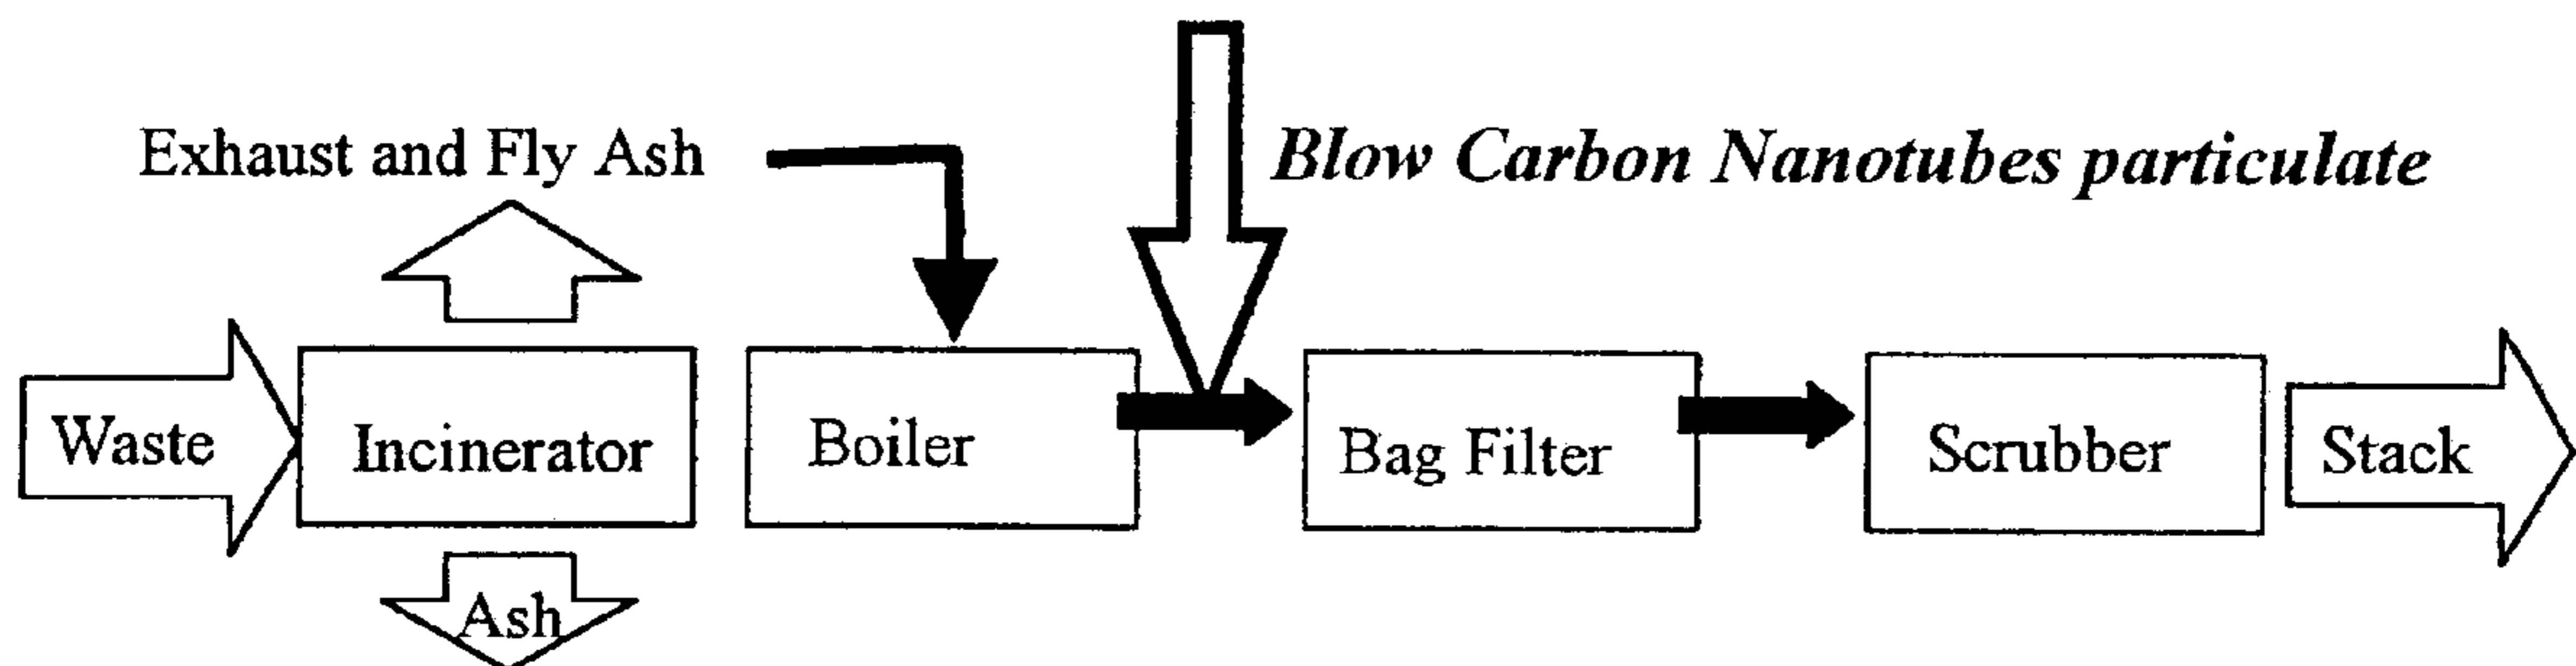 Exhaust and Fly Ash
Blow Carbon Nanotubes particulate
Waste
Incinerator
Boiler
Bag Filter
Scrubber
Stack
Ash